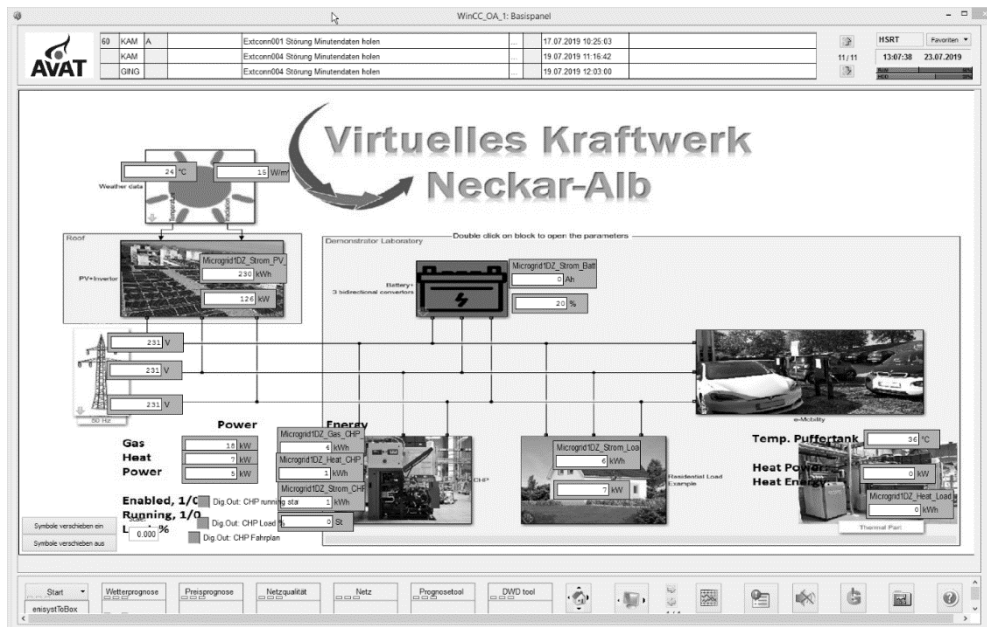 WinCC_OA_1: Basispanel
AVAT
60 KAM A Extconn001 Störung Minutendaten holen ... 17.07.2019 10:25:03
KAM Extconn004 Störung Minutendaten holen ... 19.07.2019 11:16:42
GING Extconn004 Störung Minutendaten holen ... 19.07.2019 12:03:00
11/11
HSRT Favoriten
13:07:38 23.07.2019
Virtuelles Kraftwerk
Neckar-Alb
24 °C
15 W/m²
Weather data
Temperature
Irradiance
Roof
Demonstrator Laboratory
Double click on block to open the parameters
PV+Inverter
Microgrid1DZ_Strom_PV
230 kWh
126 kW
Battery+
3 bidirectional convertors
Microgrid1DZ_Strom_Batt
0 Ah
20 %
231 V
231 V
231 V
50 Hz
e-Mobility
Power
Energy
Gas
18 kW
Microgrid1DZ_Gas_CHP
6 kWh
Heat
7 kW
Microgrid1DZ_Heat_CHP
1 kWh
Power
5 kW
Microgrid1DZ_Strom_CHP
1 kWh
CHP
Enabled, 1/0
Dig.Out: CHP running sta
Running, 1/0
Dig.Out: CHP Load %
0 St
0.000
Dig.Out: CHP Fahrplan
Microgrid1DZ_Strom_Loa
6 kWh
7 kW
Residential Load
Example
Temp. Puffertank
36 °C
Heat Power
0 kW
Heat Energy
Microgrid1DZ_Heat_Load
0 kWh
Thermal Part
Symbole verschieben ein
Symbole verschieben aus
Start
Wetterprognose
Preisprognose
Netzqualität
Netz
Prognosetool
DWD tool
enisystToBox